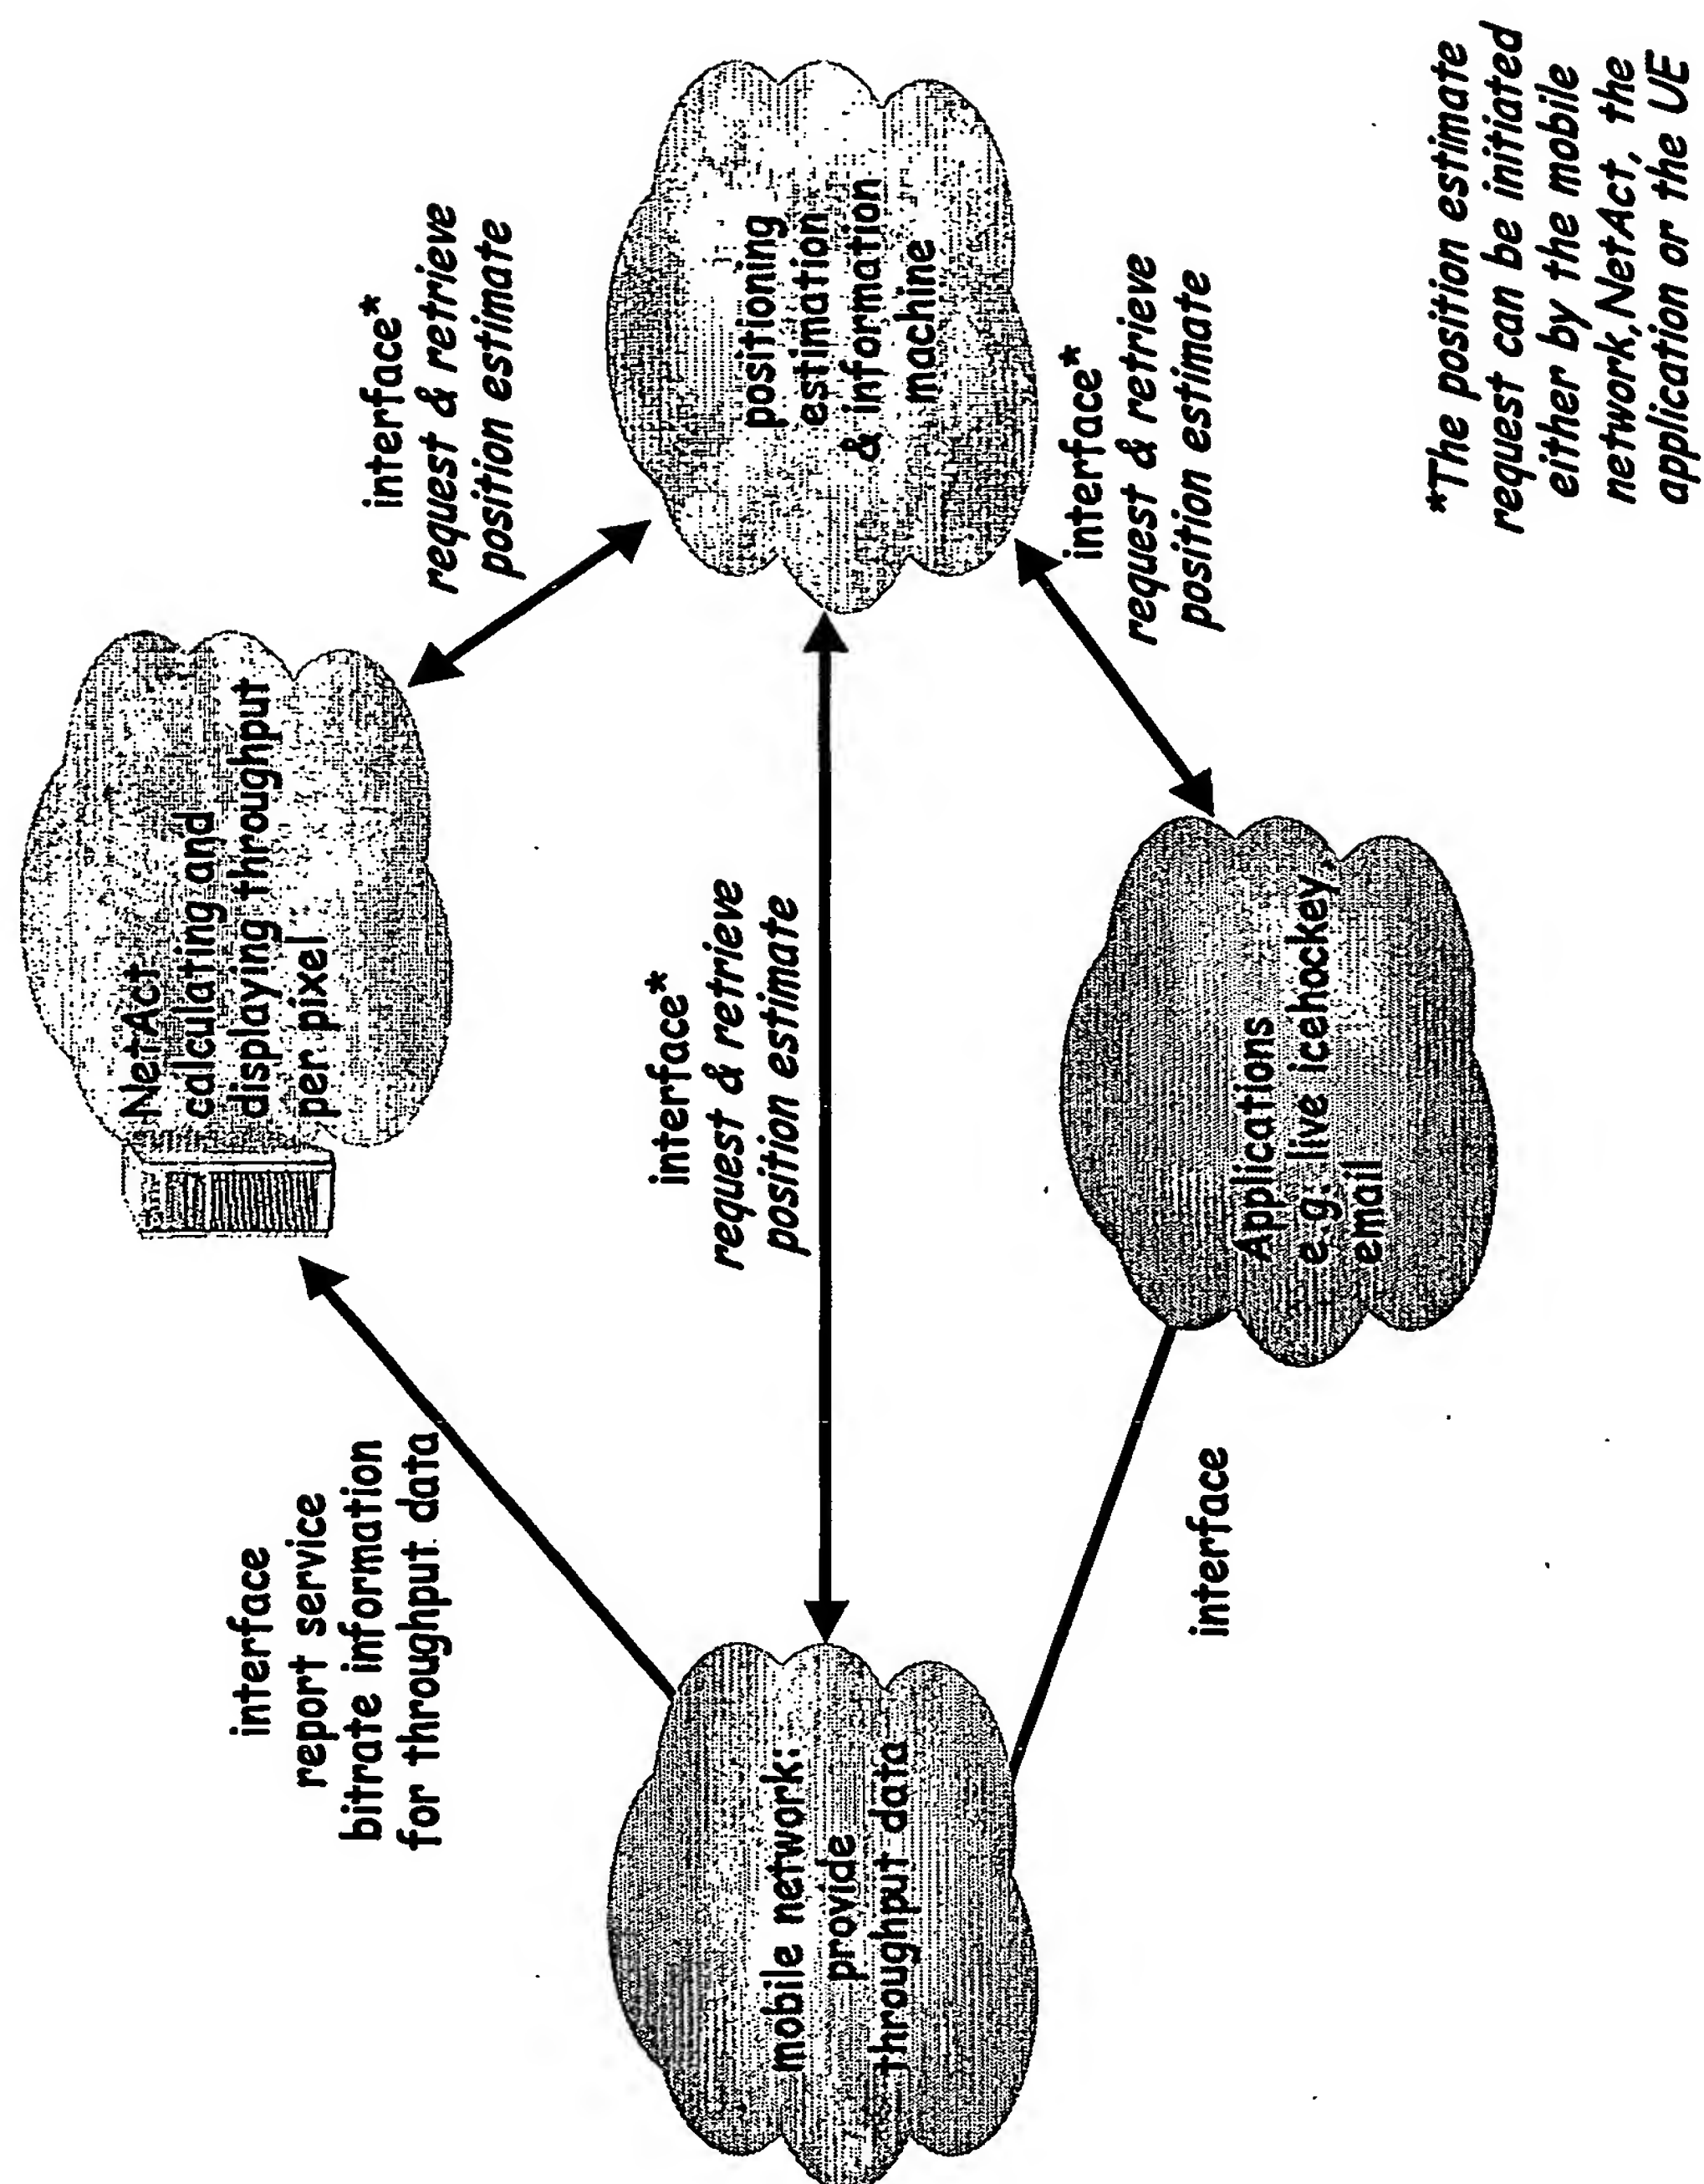 NetAct
calculating and
displaying throughput
per pixel
interface
report service
bitrate information
for throughput data
interface*
request & retrieve
position estimate
mobile network:
provide
throughput data
interface*
request & retrieve
position estimate
positioning
estimation
& information
machine
interface
Applications
e.g. live icehockey,
email
interface*
request & retrieve
position estimate
*The position estimate
request can be initiated
either by the mobile
network,NetAct, the
application or the UE